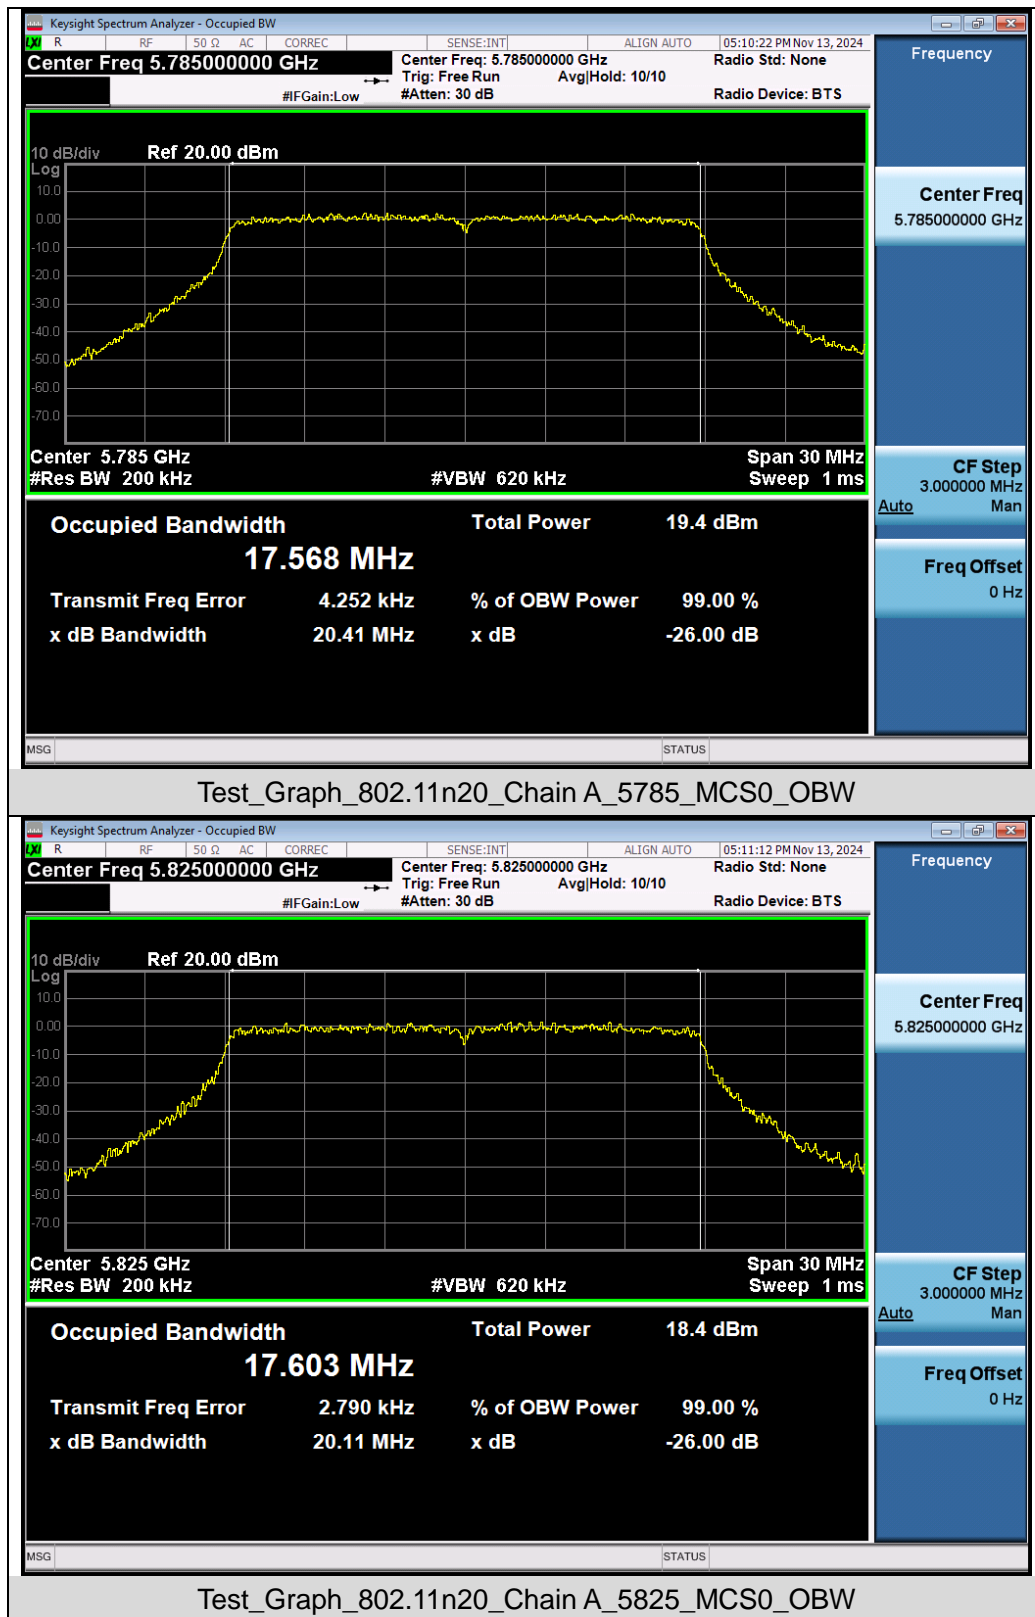 Keysight Spectrum Analyzer - Occupied BW
LXI R RF 50 Ω AC CORREC SENSE:INT ALIGN AUTO 05:10:22 PM Nov 13, 2024
Center Freq 5.785000000 GHz
Center Freq: 5.785000000 GHz
Radio Std: None
Trig: Free Run Avg|Hold: 10/10
#IFGain:Low #Atten: 30 dB Radio Device: BTS
Frequency
10 dB/div Ref 20.00 dBm
Log
10.0
0.00
-10.0
-20.0
-30.0
-40.0
-50.0
-60.0
-70.0
Center 5.785 GHz Span 30 MHz
#Res BW 200 kHz #VBW 620 kHz Sweep 1 ms
Center Freq
5.785000000 GHz
CF Step
3.000000 MHz
Auto Man
Freq Offset
0 Hz
Occupied Bandwidth Total Power 19.4 dBm
17.568 MHz
Transmit Freq Error 4.252 kHz % of OBW Power 99.00 %
x dB Bandwidth 20.41 MHz x dB -26.00 dB
MSG STATUS
Test_Graph_802.11n20_Chain A_5785_MCS0_OBW
Keysight Spectrum Analyzer - Occupied BW
LXI R RF 50 Ω AC CORREC SENSE:INT ALIGN AUTO 05:11:12 PM Nov 13, 2024
Center Freq 5.825000000 GHz
Center Freq: 5.825000000 GHz
Radio Std: None
Trig: Free Run Avg|Hold: 10/10
#IFGain:Low #Atten: 30 dB Radio Device: BTS
Frequency
10 dB/div Ref 20.00 dBm
Log
10.0
0.00
-10.0
-20.0
-30.0
-40.0
-50.0
-60.0
-70.0
Center 5.825 GHz Span 30 MHz
#Res BW 200 kHz #VBW 620 kHz Sweep 1 ms
Center Freq
5.825000000 GHz
CF Step
3.000000 MHz
Auto Man
Freq Offset
0 Hz
Occupied Bandwidth Total Power 18.4 dBm
17.603 MHz
Transmit Freq Error 2.790 kHz % of OBW Power 99.00 %
x dB Bandwidth 20.11 MHz x dB -26.00 dB
MSG STATUS
Test_Graph_802.11n20_Chain A_5825_MCS0_OBW